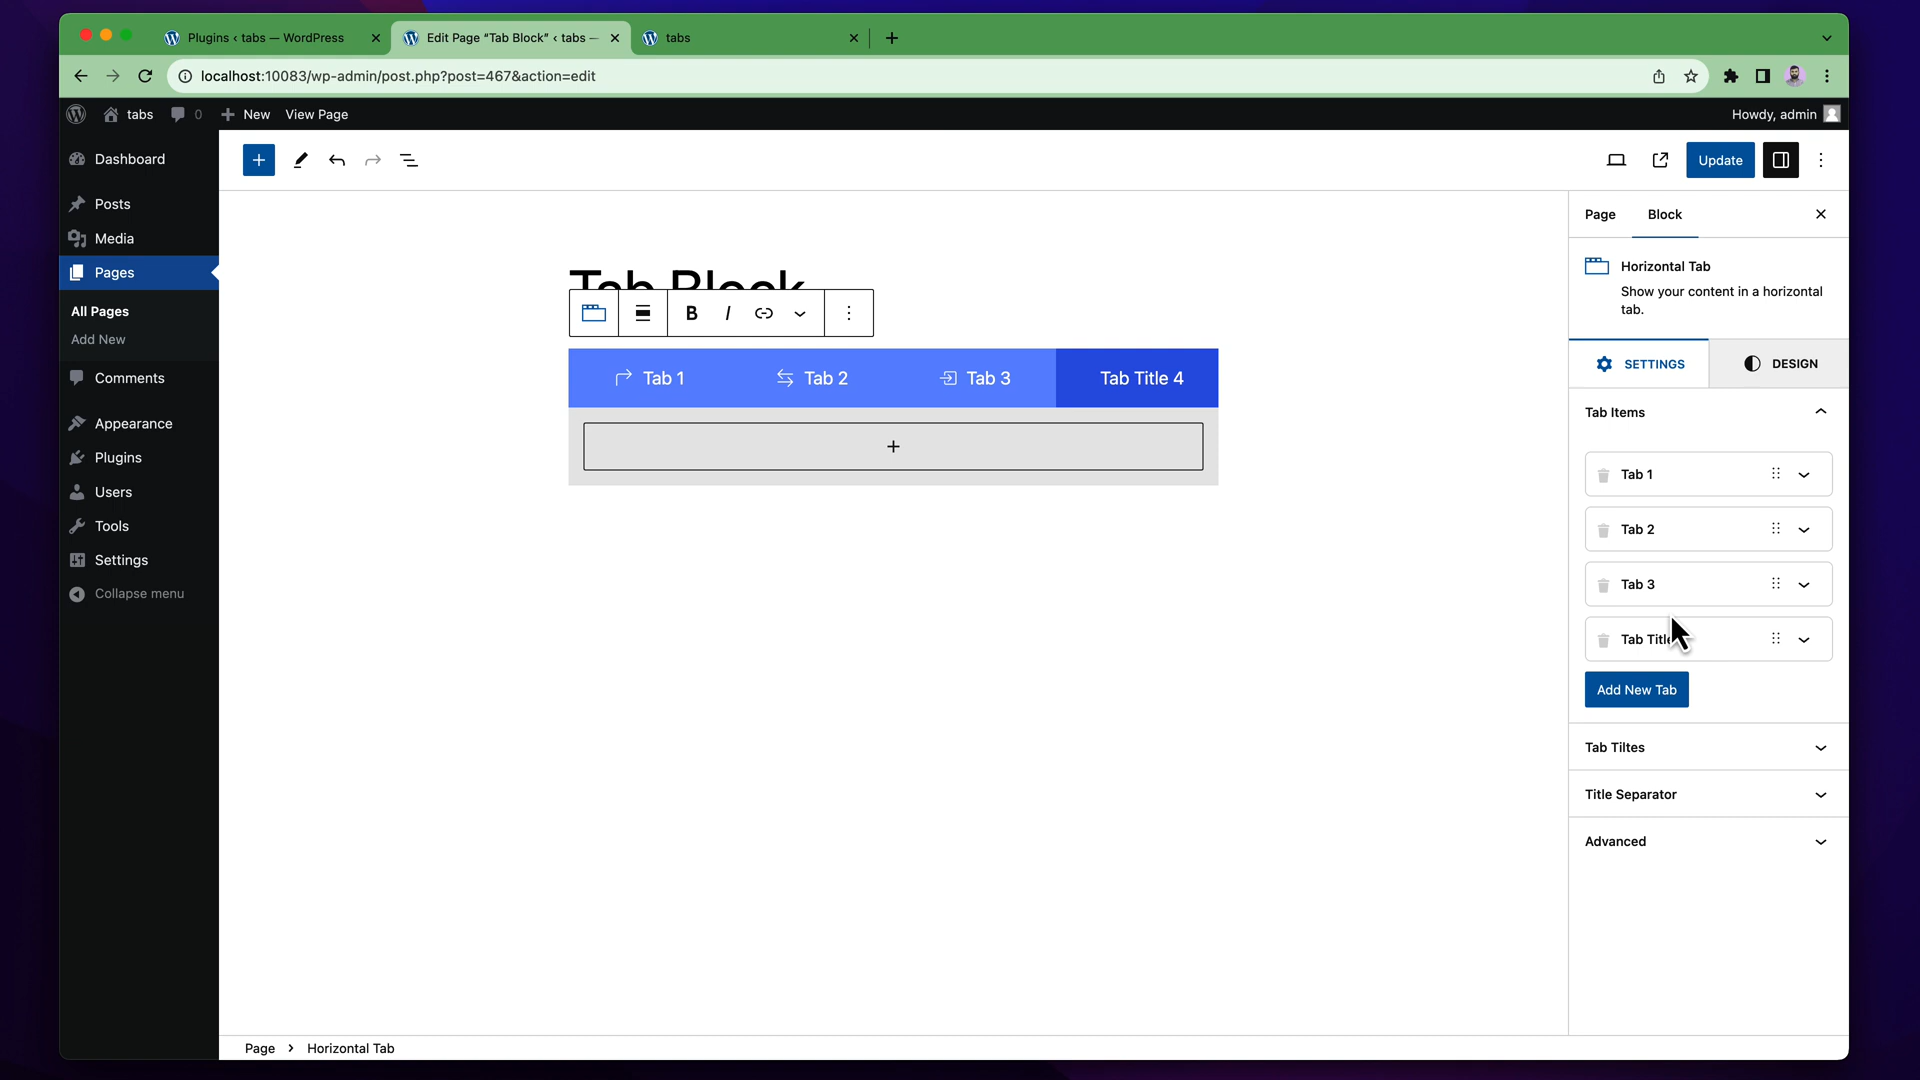 Plugins ‹ tabs — WordPress
Edit Page “Tab Block” ‹ tabs —
tabs
localhost:10083/wp-admin/post.php?post=467&action=edit
tabs
0
New
View Page
Howdy, admin
Dashboard
Posts
Media
Pages
All Pages
Add New
Comments
Appearance
Plugins
Users
Tools
Settings
Collapse menu
Update
Tab Block
B I
Tab 1
Tab 2
Tab 3
Tab Title 4
Page
Block
Horizontal Tab
Show your content in a horizontal
tab.
SETTINGS
DESIGN
Tab Items
Tab 1
Tab 2
Tab 3
Tab Title
Add New Tab
Tab Tiltes
Title Separator
Advanced
Page › Horizontal Tab